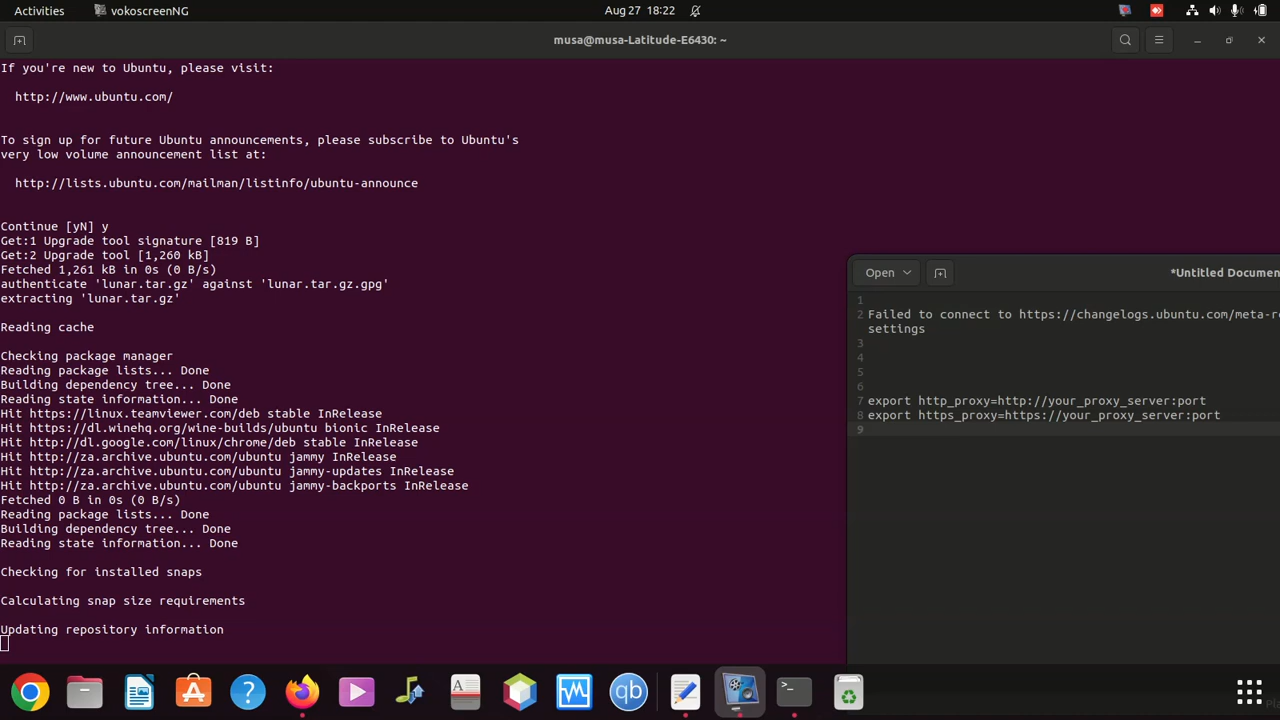 Activities
vokoscreenNG
Aug 27 18:22
musa@musa-Latitude-E6430: ~
If you're new to Ubuntu, please visit:
http://www.ubuntu.com/
To sign up for future Ubuntu announcements, please subscribe to Ubuntu's
very low volume announcement list at:
http://lists.ubuntu.com/mailman/listinfo/ubuntu-announce
Continue [yN] y
Get:1 Upgrade tool signature [819 B]
Get:2 Upgrade tool [1,260 kB]
Fetched 1,261 kB in 0s (0 B/s)
authenticate 'lunar.tar.gz' against 'lunar.tar.gz.gpg'
extracting 'lunar.tar.gz'
Reading cache
Checking package manager
Reading package lists... Done
Building dependency tree... Done
Reading state information... Done
Hit https://linux.teamviewer.com/deb stable InRelease
Hit https://dl.winehq.org/wine-builds/ubuntu bionic InRelease
Hit http://dl.google.com/linux/chrome/deb stable InRelease
Hit http://za.archive.ubuntu.com/ubuntu jammy InRelease
Hit http://za.archive.ubuntu.com/ubuntu jammy-updates InRelease
Hit http://za.archive.ubuntu.com/ubuntu jammy-backports InRelease
Fetched 0 B in 0s (0 B/s)
Reading package lists... Done
Building dependency tree... Done
Reading state information... Done
Checking for installed snaps
Calculating snap size requirements
Updating repository information
Open
*Untitled Documen
1
2 Failed to connect to https://changelogs.ubuntu.com/meta-re
settings
3
4
5
6
7 export http_proxy=http://your_proxy_server:port
8 export https_proxy=https://your_proxy_server:port
9